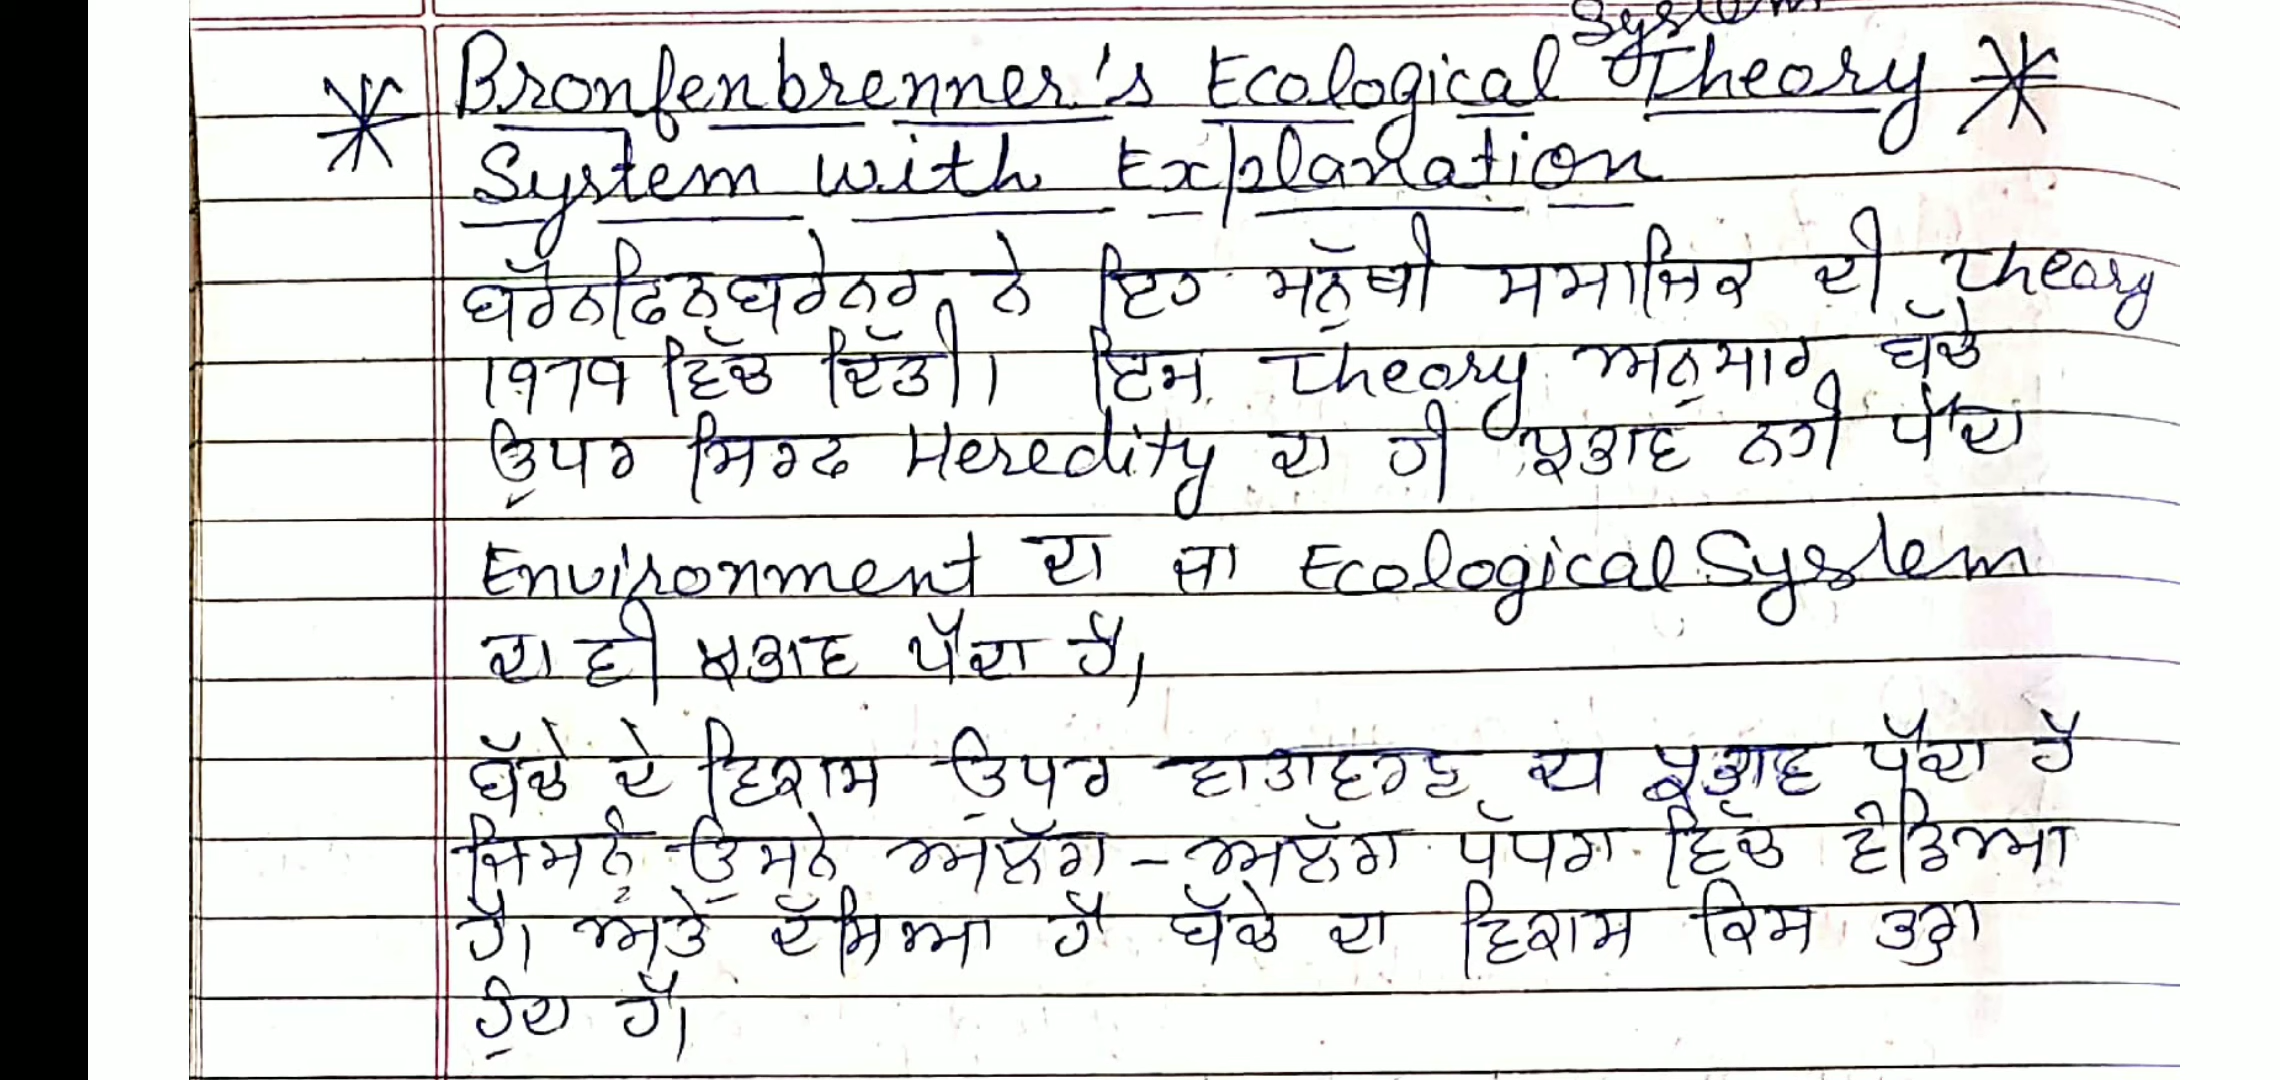 System
Bronfenbrenner's Ecological Theory
System with Explanation
ਬਰੌਨਫਿਨਬਰੇਨਰ ਨੇ ਇਹ ਮਨੁੱਖੀ ਸਮਾਜਿਕ ਦੀ Theory
1979 ਵਿੱਚ ਦਿੱਤੀ। ਇਸ Theory ਅਨੁਸਾਰ ਬੱਚੇ
ਉਪਰ ਸਿਰਫ Heredity ਦਾ ਹੀ ਪ੍ਰਭਾਵ ਨਹੀ ਪੈਂਦਾ
Environment ਦਾ ਜਾ Ecological System
ਦਾ ਵੀ ਪ੍ਰਭਾਵ ਪੈਂਦਾ ਹੈ,
ਬੱਚੇ ਦੇ ਵਿਕਾਸ ਉਪਰ ਵਾਤਾਵਰਣ ਦਾ ਪ੍ਰਭਾਵ ਪੈਂਦਾ ਹੈ
ਜਿਸਨੂੰ ਉਸਨੇ ਅਲੱਗ - ਅਲੱਗ ਪੱਧਰਾ ਵਿੱਚ ਵੰਡਿਆ
ਹੈ। ਅਤੇ ਦੱਸਿਆ ਹੈ ਬੱਚੇ ਦਾ ਵਿਕਾਸ ਕਿਸ ਤਰ੍ਹਾ
ਹੁੰਦਾ ਹੈ।